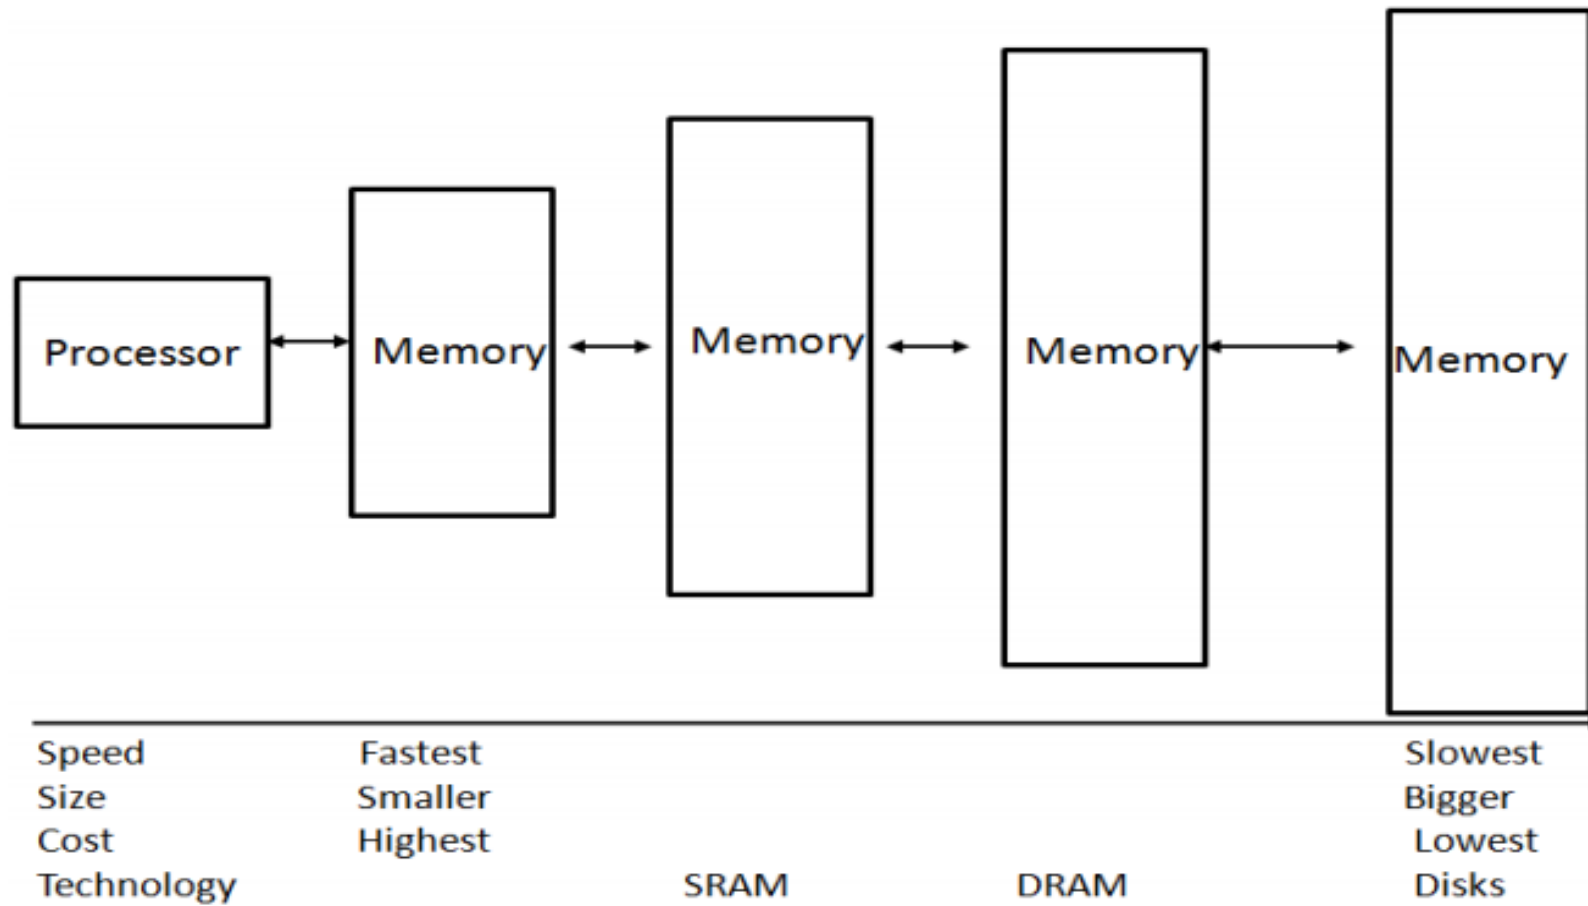 Processor Memory Memory Memory Memory
Speed Fastest Slowest
Size Smaller Bigger
Cost Highest Lowest
Technology SRAM DRAM Disks